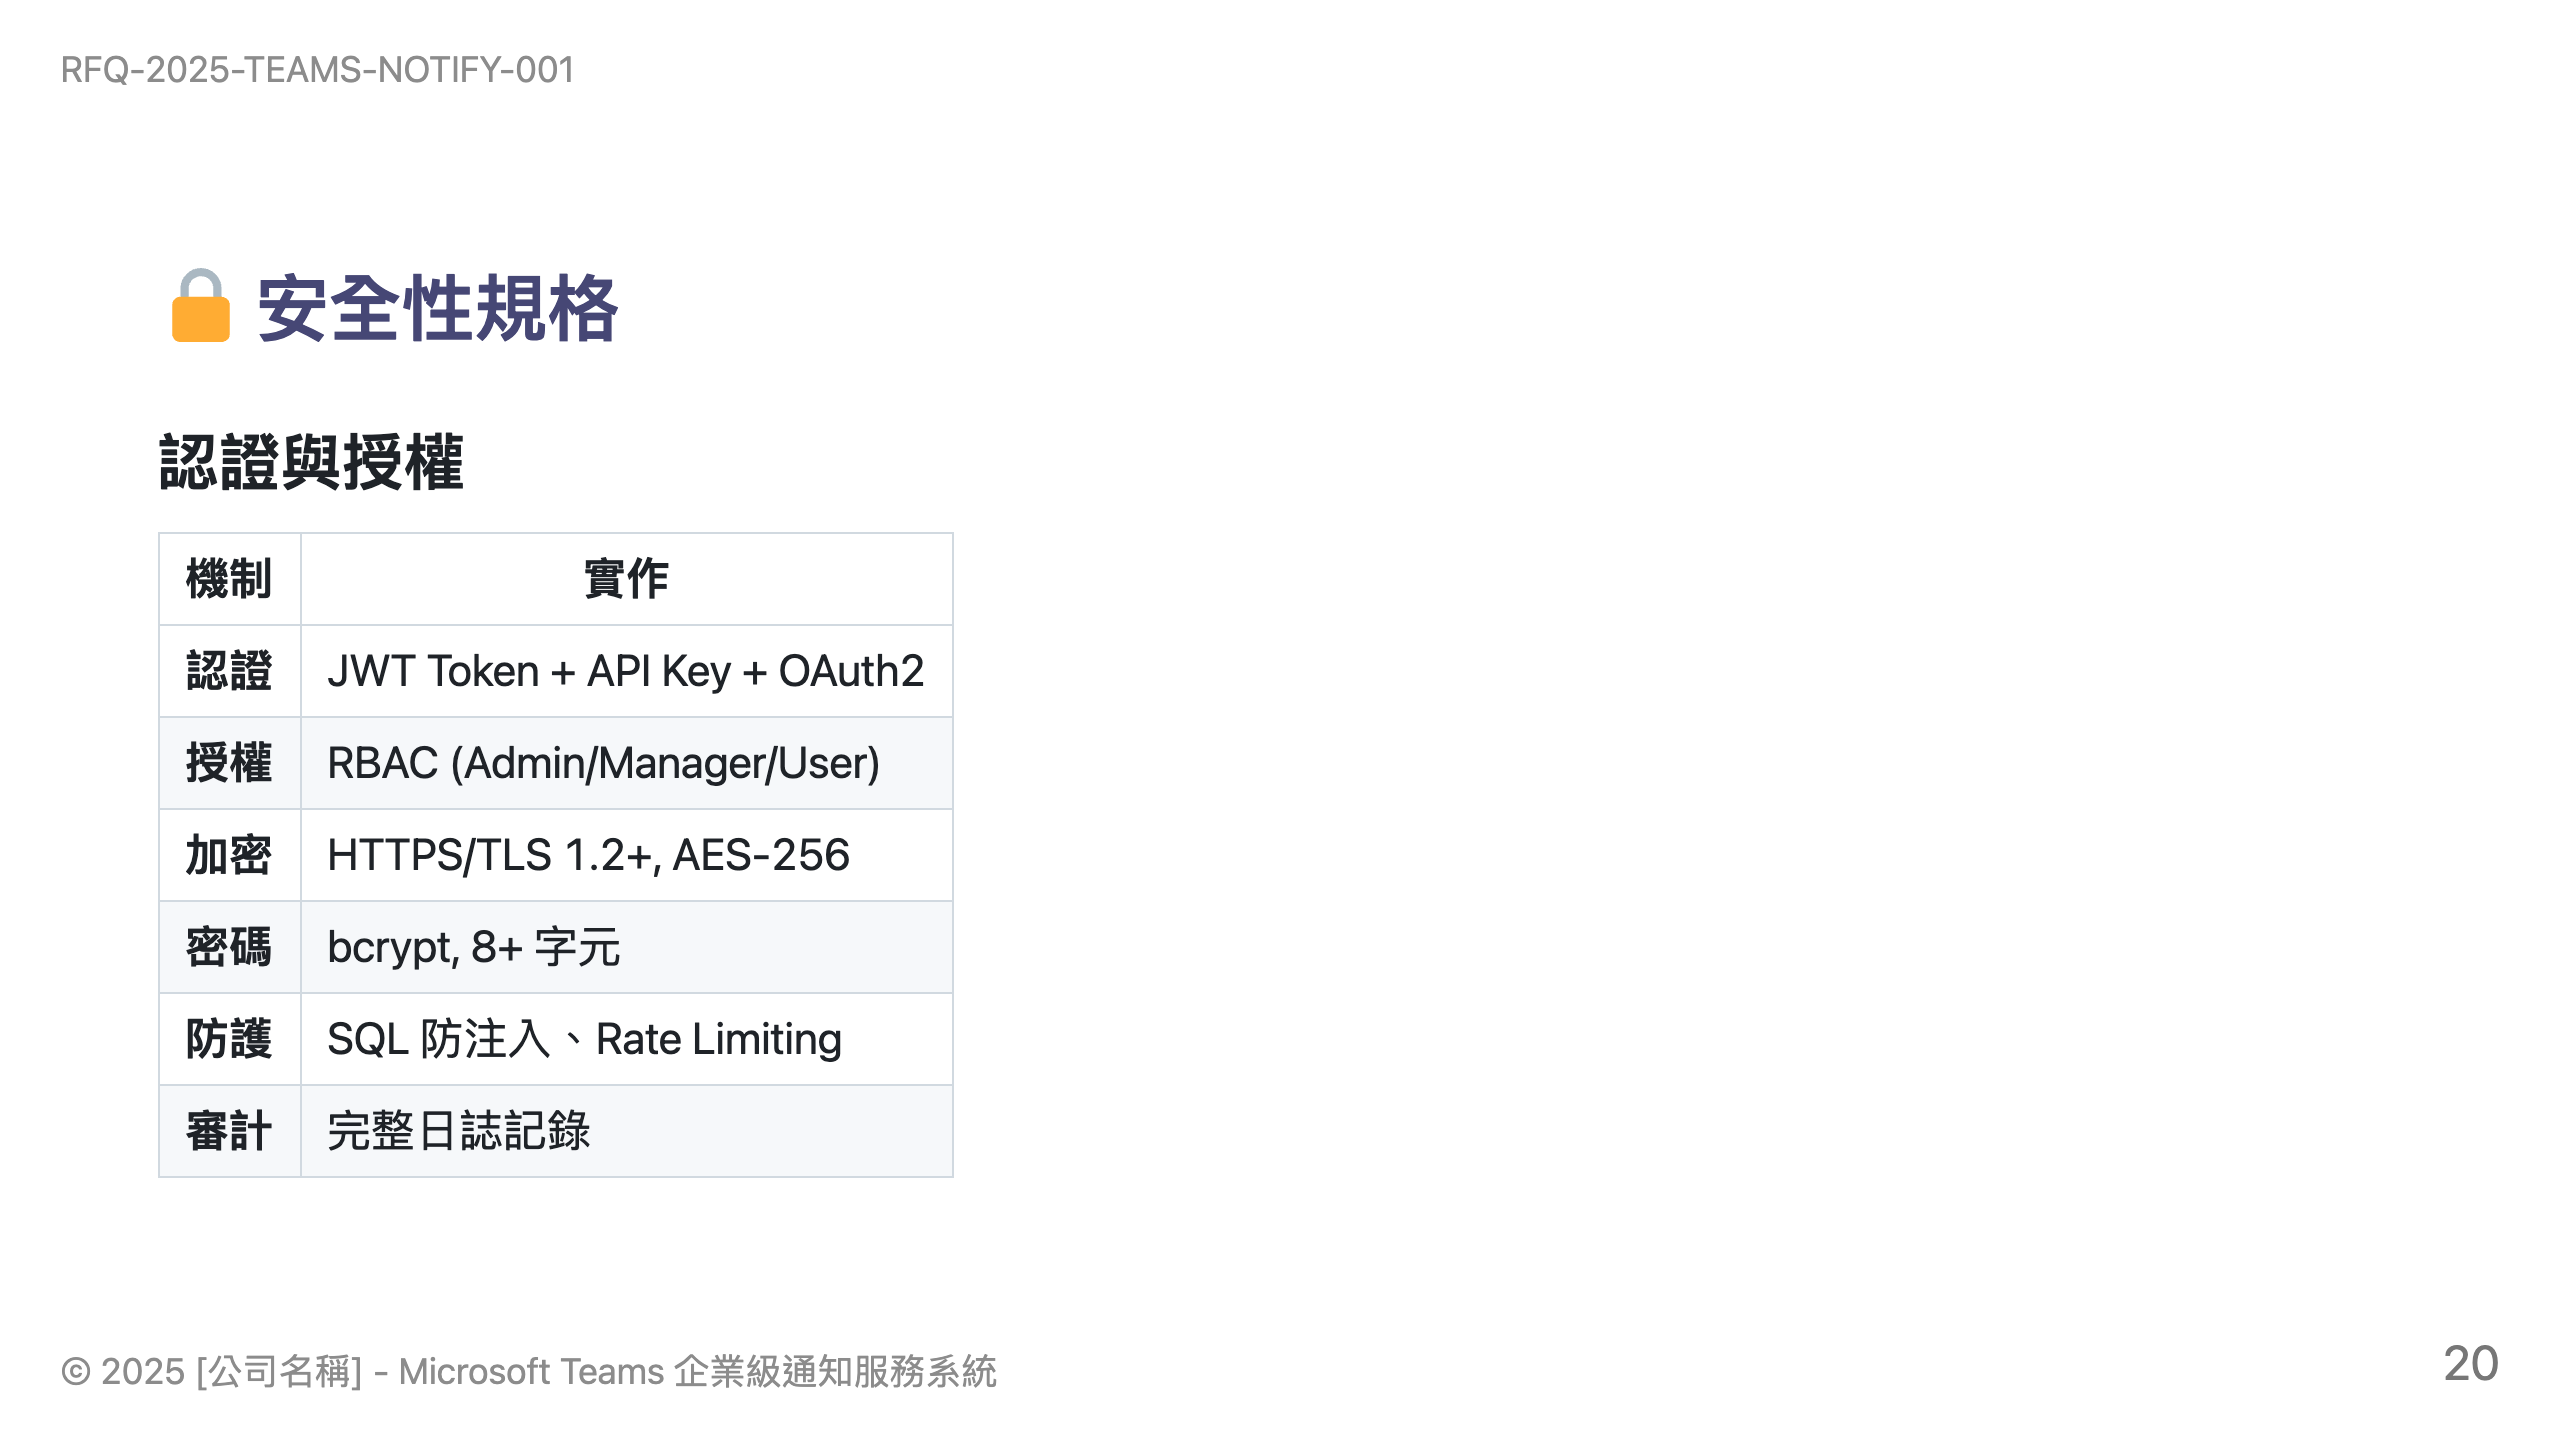 RFQ-2025-TEAMS-NOTIFY-001
🔒 安全性規格
認證與授權
機制 實作
認證 JWT Token + API Key + OAuth2
授權 RBAC (Admin/Manager/User)
加密 HTTPS/TLS 1.2+, AES-256
密碼 bcrypt, 8+ 字元
防護 SQL 防注入、Rate Limiting
審計 完整日誌記錄
© 2025 [公司名稱] - Microsoft Teams 企業級通知服務系統
20